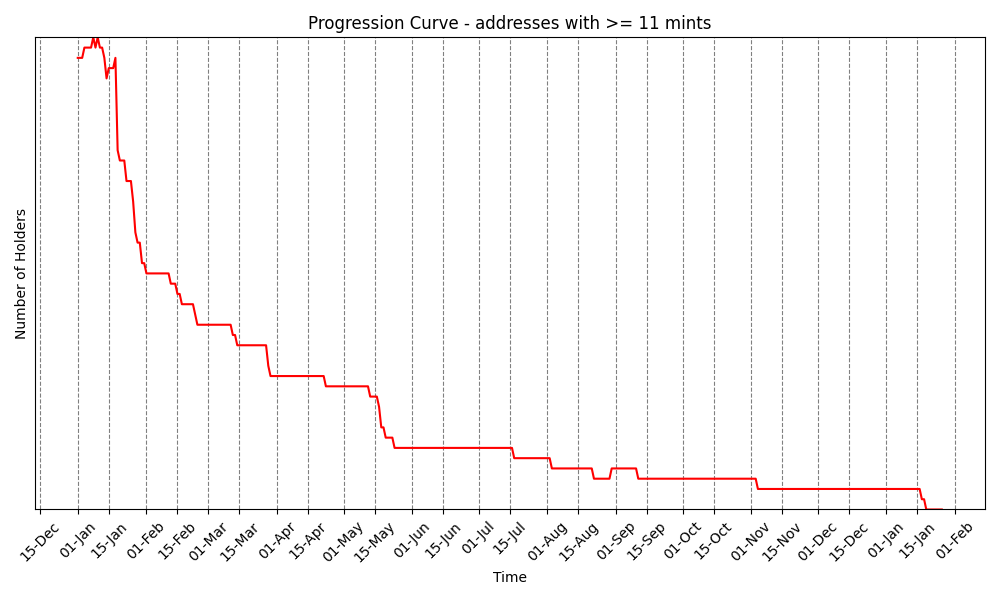 Progression Curve - addresses with >= 11 mints
Number of Holders
15-Dec
01-Jan
15-Jan
01-Feb
15-Feb
01-Mar
15-Mar
01-Apr
15-Apr
01-May
15-May
01-Jun
15-Jun
01-Jul
15-Jul
01-Aug
15-Aug
01-Sep
15-Sep
01-Oct
15-Oct
01-Nov
15-Nov
01-Dec
15-Dec
01-Jan
15-Jan
01-Feb
Time